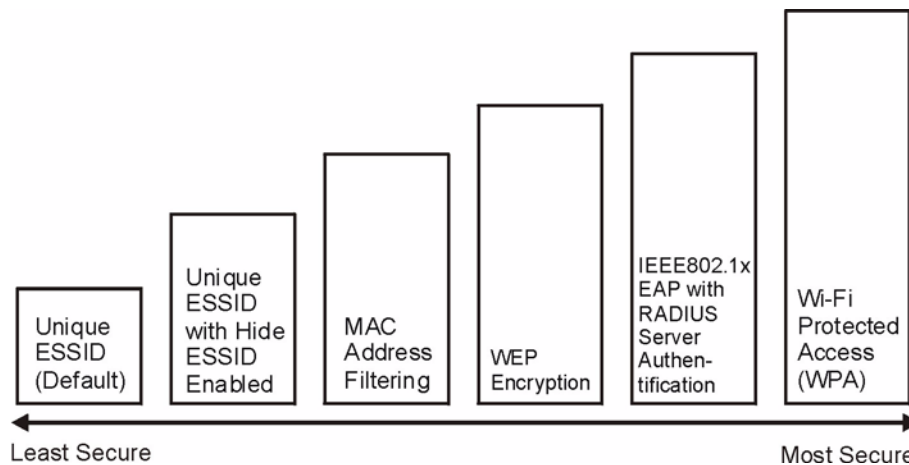 Unique
ESSID
(Default)
Unique
ESSID
with Hide
ESSID
Enabled
MAC
Address
Filtering
WEP
Encryption
IEEE802.1x
EAP with
RADIUS
Server
Authen-
tification
Wi-Fi
Protected
Access
(WPA)
Least Secure
Most Secure